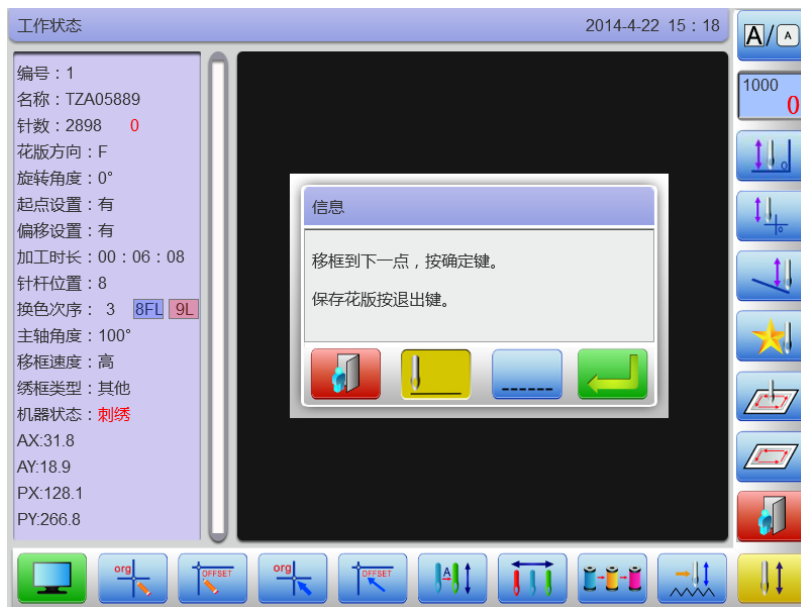 工作状态
2014-4-22 15：18
编号：1
名称：TZA05889
针数：2898 0
花版方向：F
旋转角度：0°
起点设置：有
偏移设置：有
加工时长：00：06：08
针杆位置：8
换色次序： 3 8FL 9L
主轴角度：100°
移框速度：高
绣框类型：其他
机器状态：刺绣
AX:31.8
AY:18.9
PX:128.1
PY:266.8
信息
移框到下一点，按确定键。
保存花版按退出键。
A/A
1000
0
org
OFFSET
org
OFFSET
A